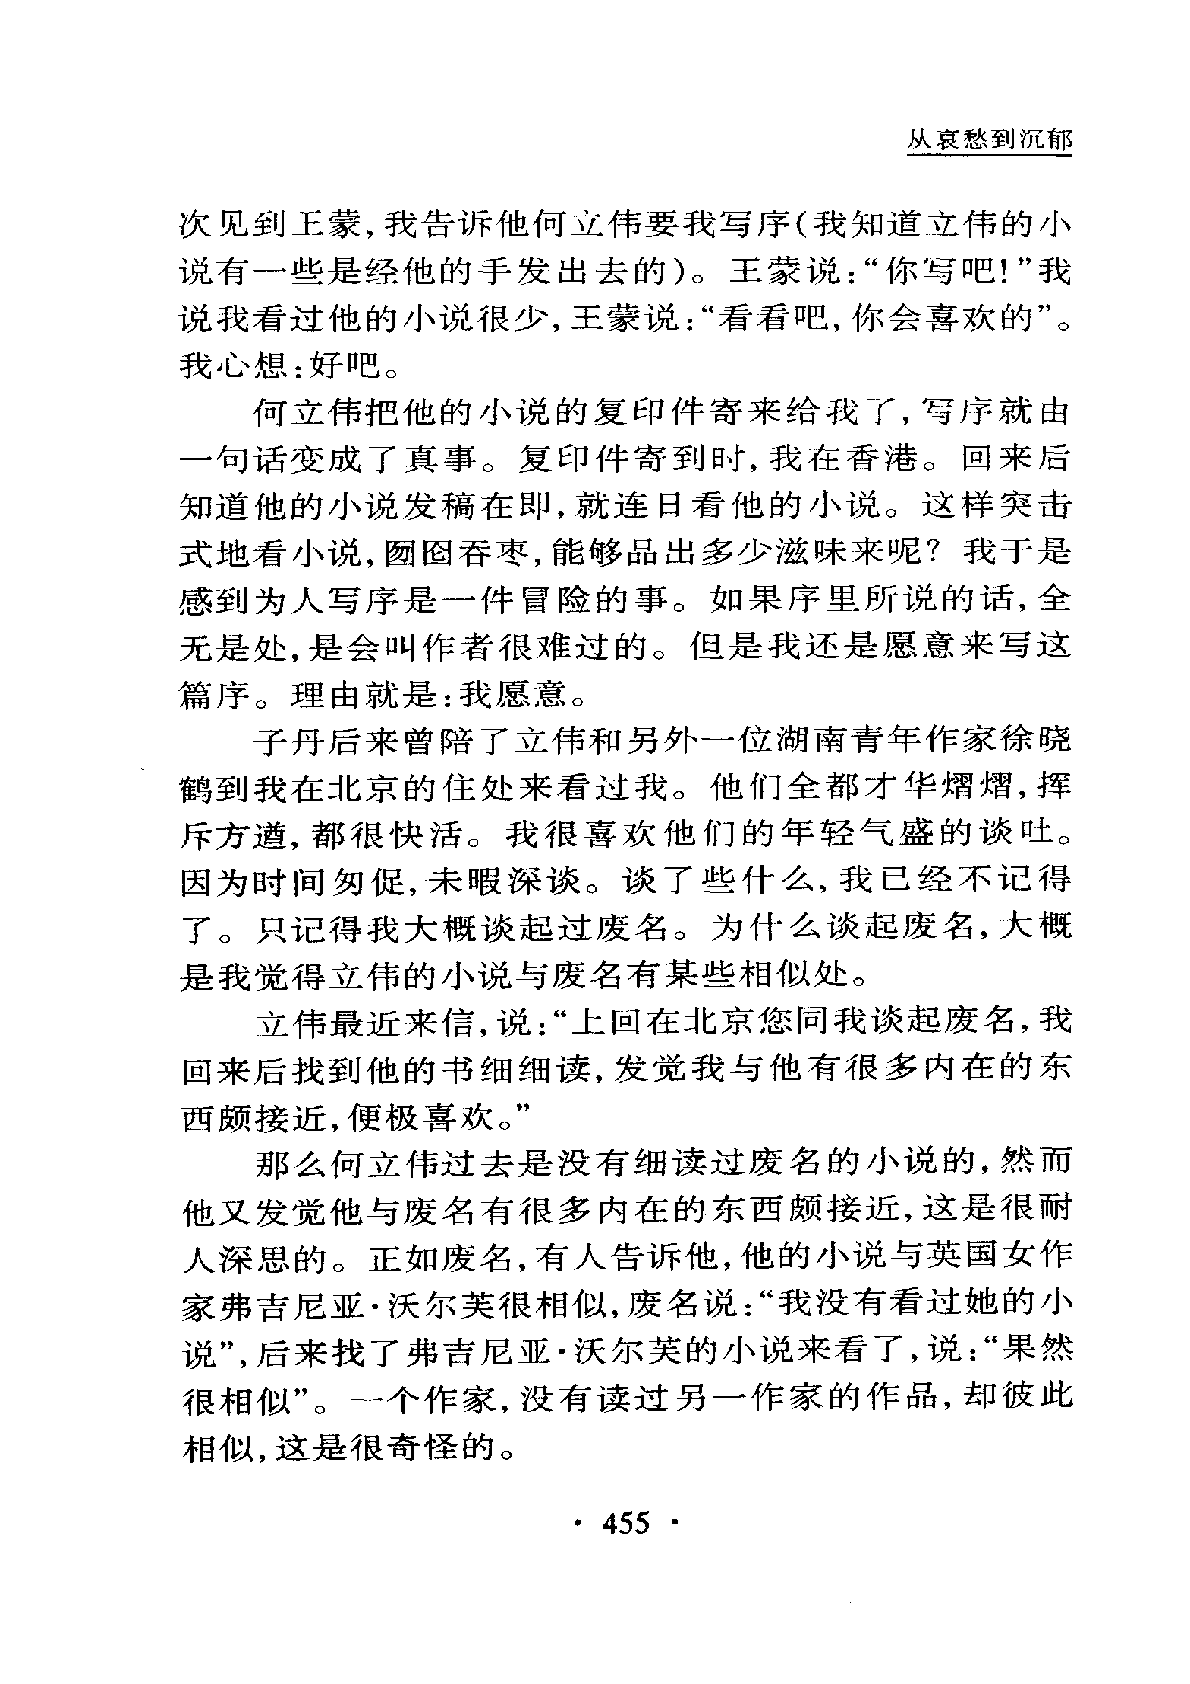 从哀愁到沉郁
次见到王蒙,我告诉他何立伟要我写序(我知道立伟的小
说有一些是经他的手发出去的)。王蒙说:“你写吧!”我
说我看过他的小说很少,王蒙说:“看看吧,你会喜欢的”。
我心想:好吧。
何立伟把他的小说的复印件寄来给我了,写序就由
一句话变成了真事。复印件寄到时,我在香港。回来后
知道他的小说发稿在即,就连日看他的小说。这样突击
式地看小说,囫囵吞枣,能够品出多少滋味来呢?我于是
感到为人写序是一件冒险的事。如果序里所说的话,全
无是处,是会叫作者很难过的。但是我还是愿意来写这
篇序。理由就是:我愿意。
子丹后来曾陪了立伟和另外一位湖南青年作家徐晓
鹤到我在北京的住处来看过我。他们全都才华熠熠,挥
斥方遒,都很快活。我很喜欢他们的年轻气盛的谈吐。
因为时间匆促,未暇深谈。谈了些什么,我已经不记得
了。只记得我大概谈起过废名。为什么谈起废名,大概
是我觉得立伟的小说与废名有某些相似处。
立伟最近来信,说:“上回在北京您同我谈起废名,我
回来后找到他的书细细读,发觉我与他有很多内在的东
西颇接近,便极喜欢。”
那么何立伟过去是没有细读过废名的小说的,然而
他又发觉他与废名有很多内在的东西颇接近,这是很耐
人深思的。正如废名,有人告诉他,他的小说与英国女作
家弗吉尼亚·沃尔芙很相似,废名说:“我没有看过她的小
说”,后来找了弗吉尼亚·沃尔芙的小说来看了,说:“果然
很相似”。一个作家,没有读过另一作家的作品,却彼此
相似,这是很奇怪的。
· 455 ·